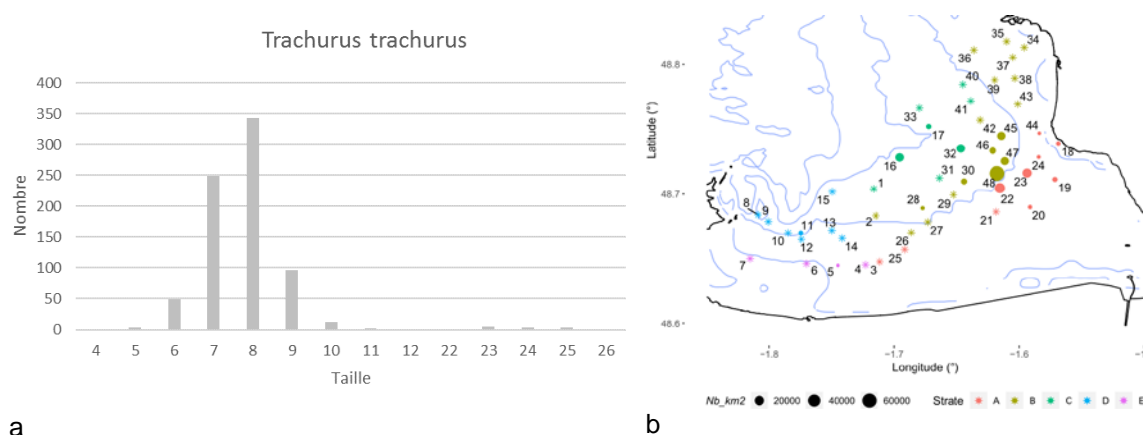 Trachurus trachurus
400
350
300
250
200
150
100
50
0
Nombre
4 5 6 7 8 9 10 11 12 22 23 24 25 26
Taille
a
48.8
48.7
48.6
Latitude (°)
35 34
36
37
40 38
39
41 43
33
42 45 44
17
46 47 18
32 24
16
31 30 23 19
1 48
22
29
15 28 20
8 9 2 21
13 27
11
10 26
12 14
25
7 6 5 4 3
−1.8 −1.7 −1.6 −1.
Longitude (°)
Nb_km2 20000 40000 60000 Strate A B C D E
b